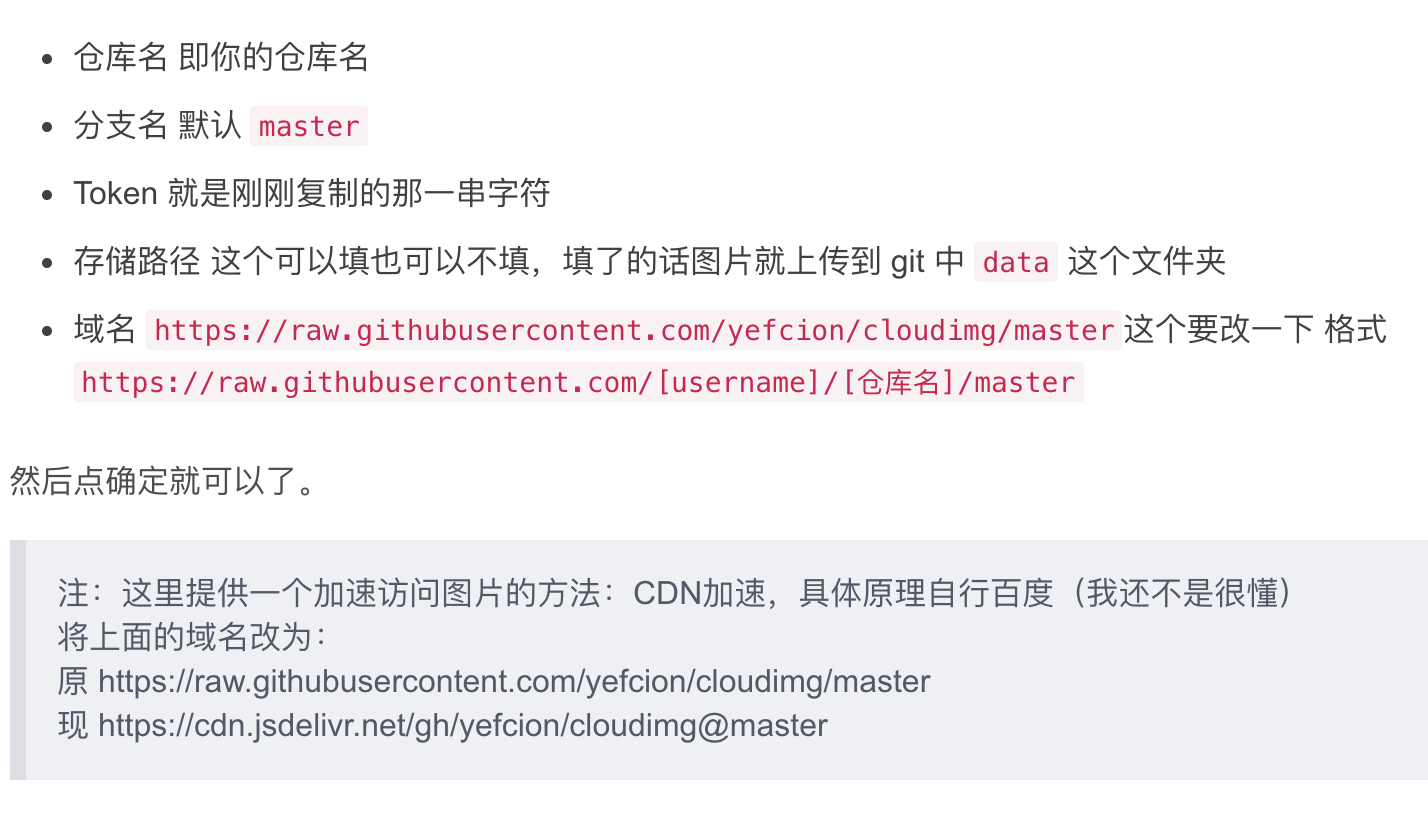 仓库名 即你的仓库名
分支名 默认 master
Token 就是刚刚复制的那一串字符
存储路径 这个可以填也可以不填，填了的话图片就上传到 git 中 data 这个文件夹
域名 https://raw.githubusercontent.com/yefcion/cloudimg/master这个要改一下 格式
https://raw.githubusercontent.com/[username]/[仓库名]/master
然后点确定就可以了。
注：这里提供一个加速访问图片的方法：CDN加速，具体原理自行百度（我还不是很懂）
将上面的域名改为：
原 https://raw.githubusercontent.com/yefcion/cloudimg/master
现 https://cdn.jsdelivr.net/gh/yefcion/cloudimg@master